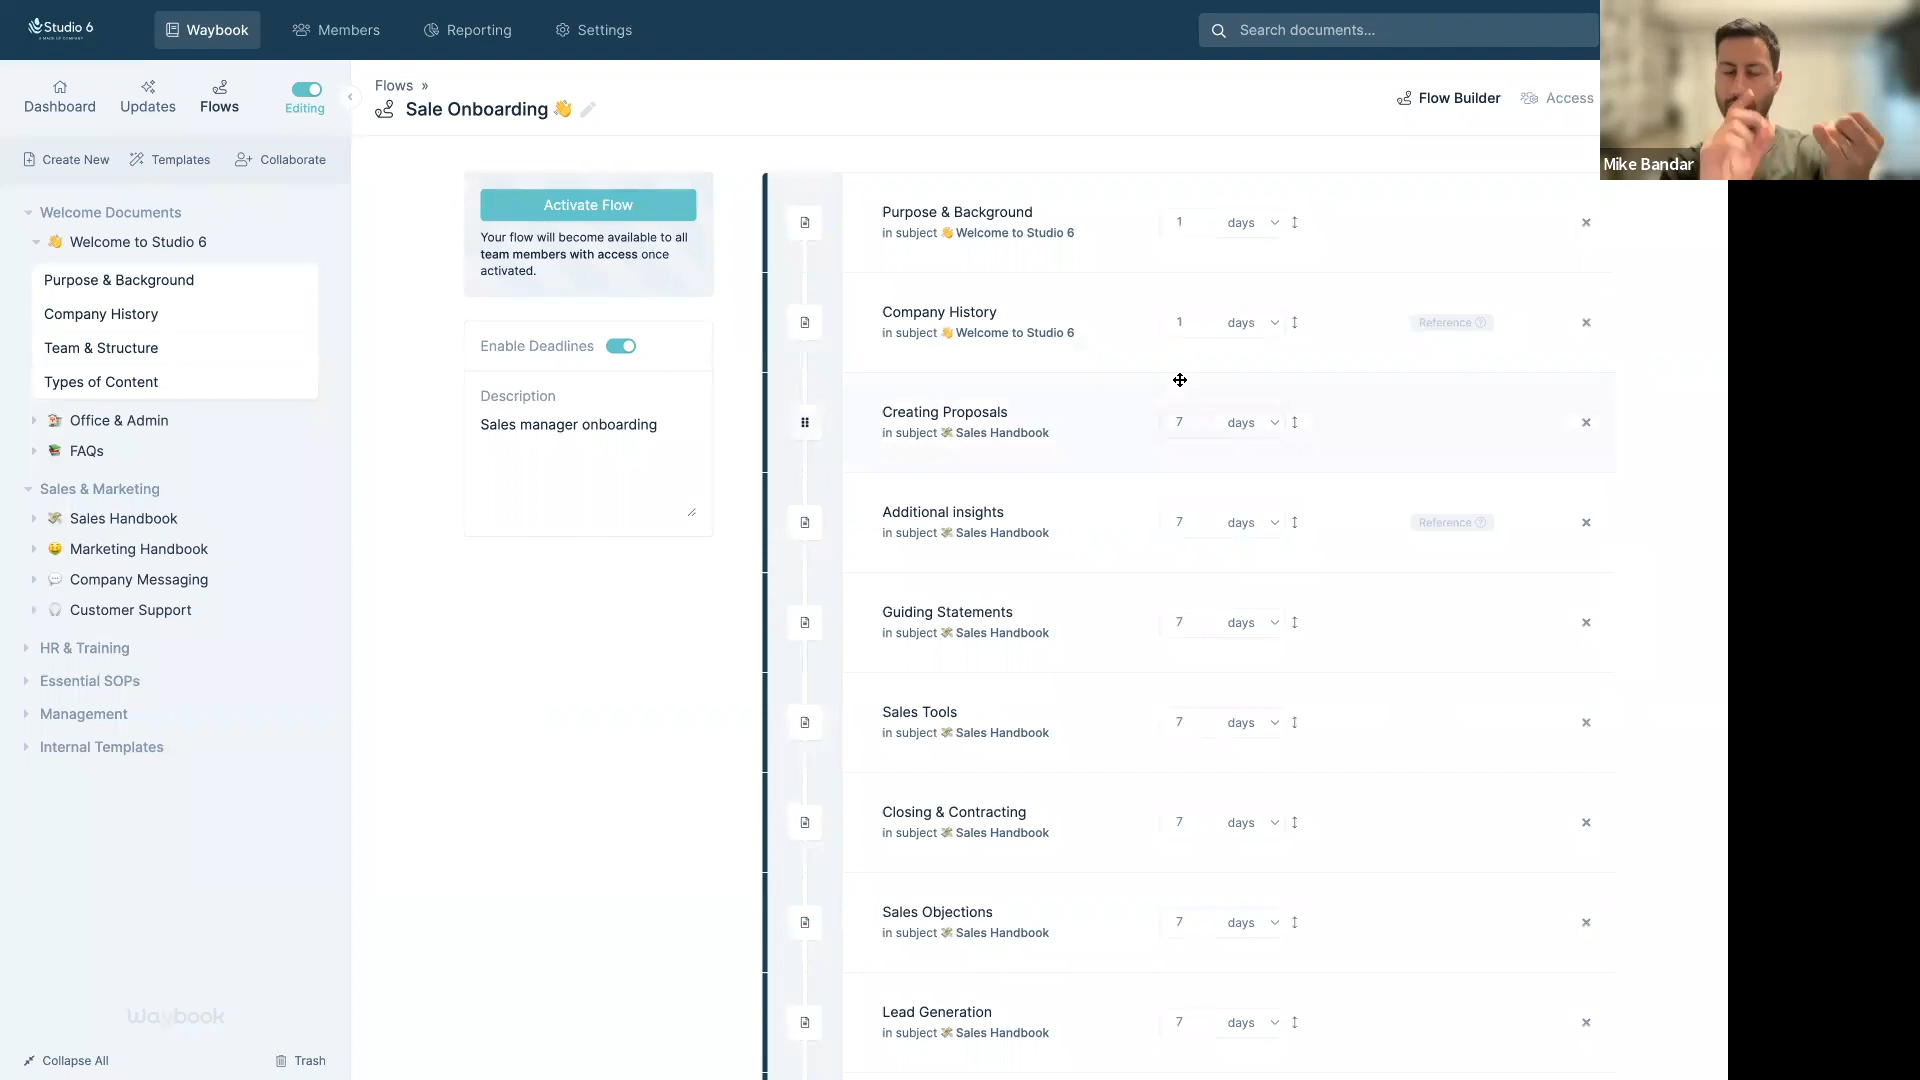 Studio 6
Waybook
Members
Reporting
Settings
Search documents...
Mike Bandar
Dashboard
Updates
Flows
Editing
Create New
Templates
Collaborate
Welcome Documents
👋 Welcome to Studio 6
Purpose & Background
Company History
Team & Structure
Types of Content
Office & Admin
FAQs
Sales & Marketing
Sales Handbook
Marketing Handbook
Company Messaging
Customer Support
HR & Training
Essential SOPs
Management
Internal Templates
waybook
Collapse All
Trash
Flows »
Sale Onboarding 👋
Flow Builder
Access
Activate Flow
Your flow will become available to all
team members with access once
activated.
Enable Deadlines
Description
Sales manager onboarding
Purpose & Background
in subject 👋 Welcome to Studio 6
1 days
Company History
in subject 👋 Welcome to Studio 6
1 days
Reference
Creating Proposals
in subject 💸 Sales Handbook
7 days
Additional insights
in subject 💸 Sales Handbook
7 days
Reference
Guiding Statements
in subject 💸 Sales Handbook
7 days
Sales Tools
in subject 💸 Sales Handbook
7 days
Closing & Contracting
in subject 💸 Sales Handbook
7 days
Sales Objections
in subject 💸 Sales Handbook
7 days
Lead Generation
in subject 💸 Sales Handbook
7 days